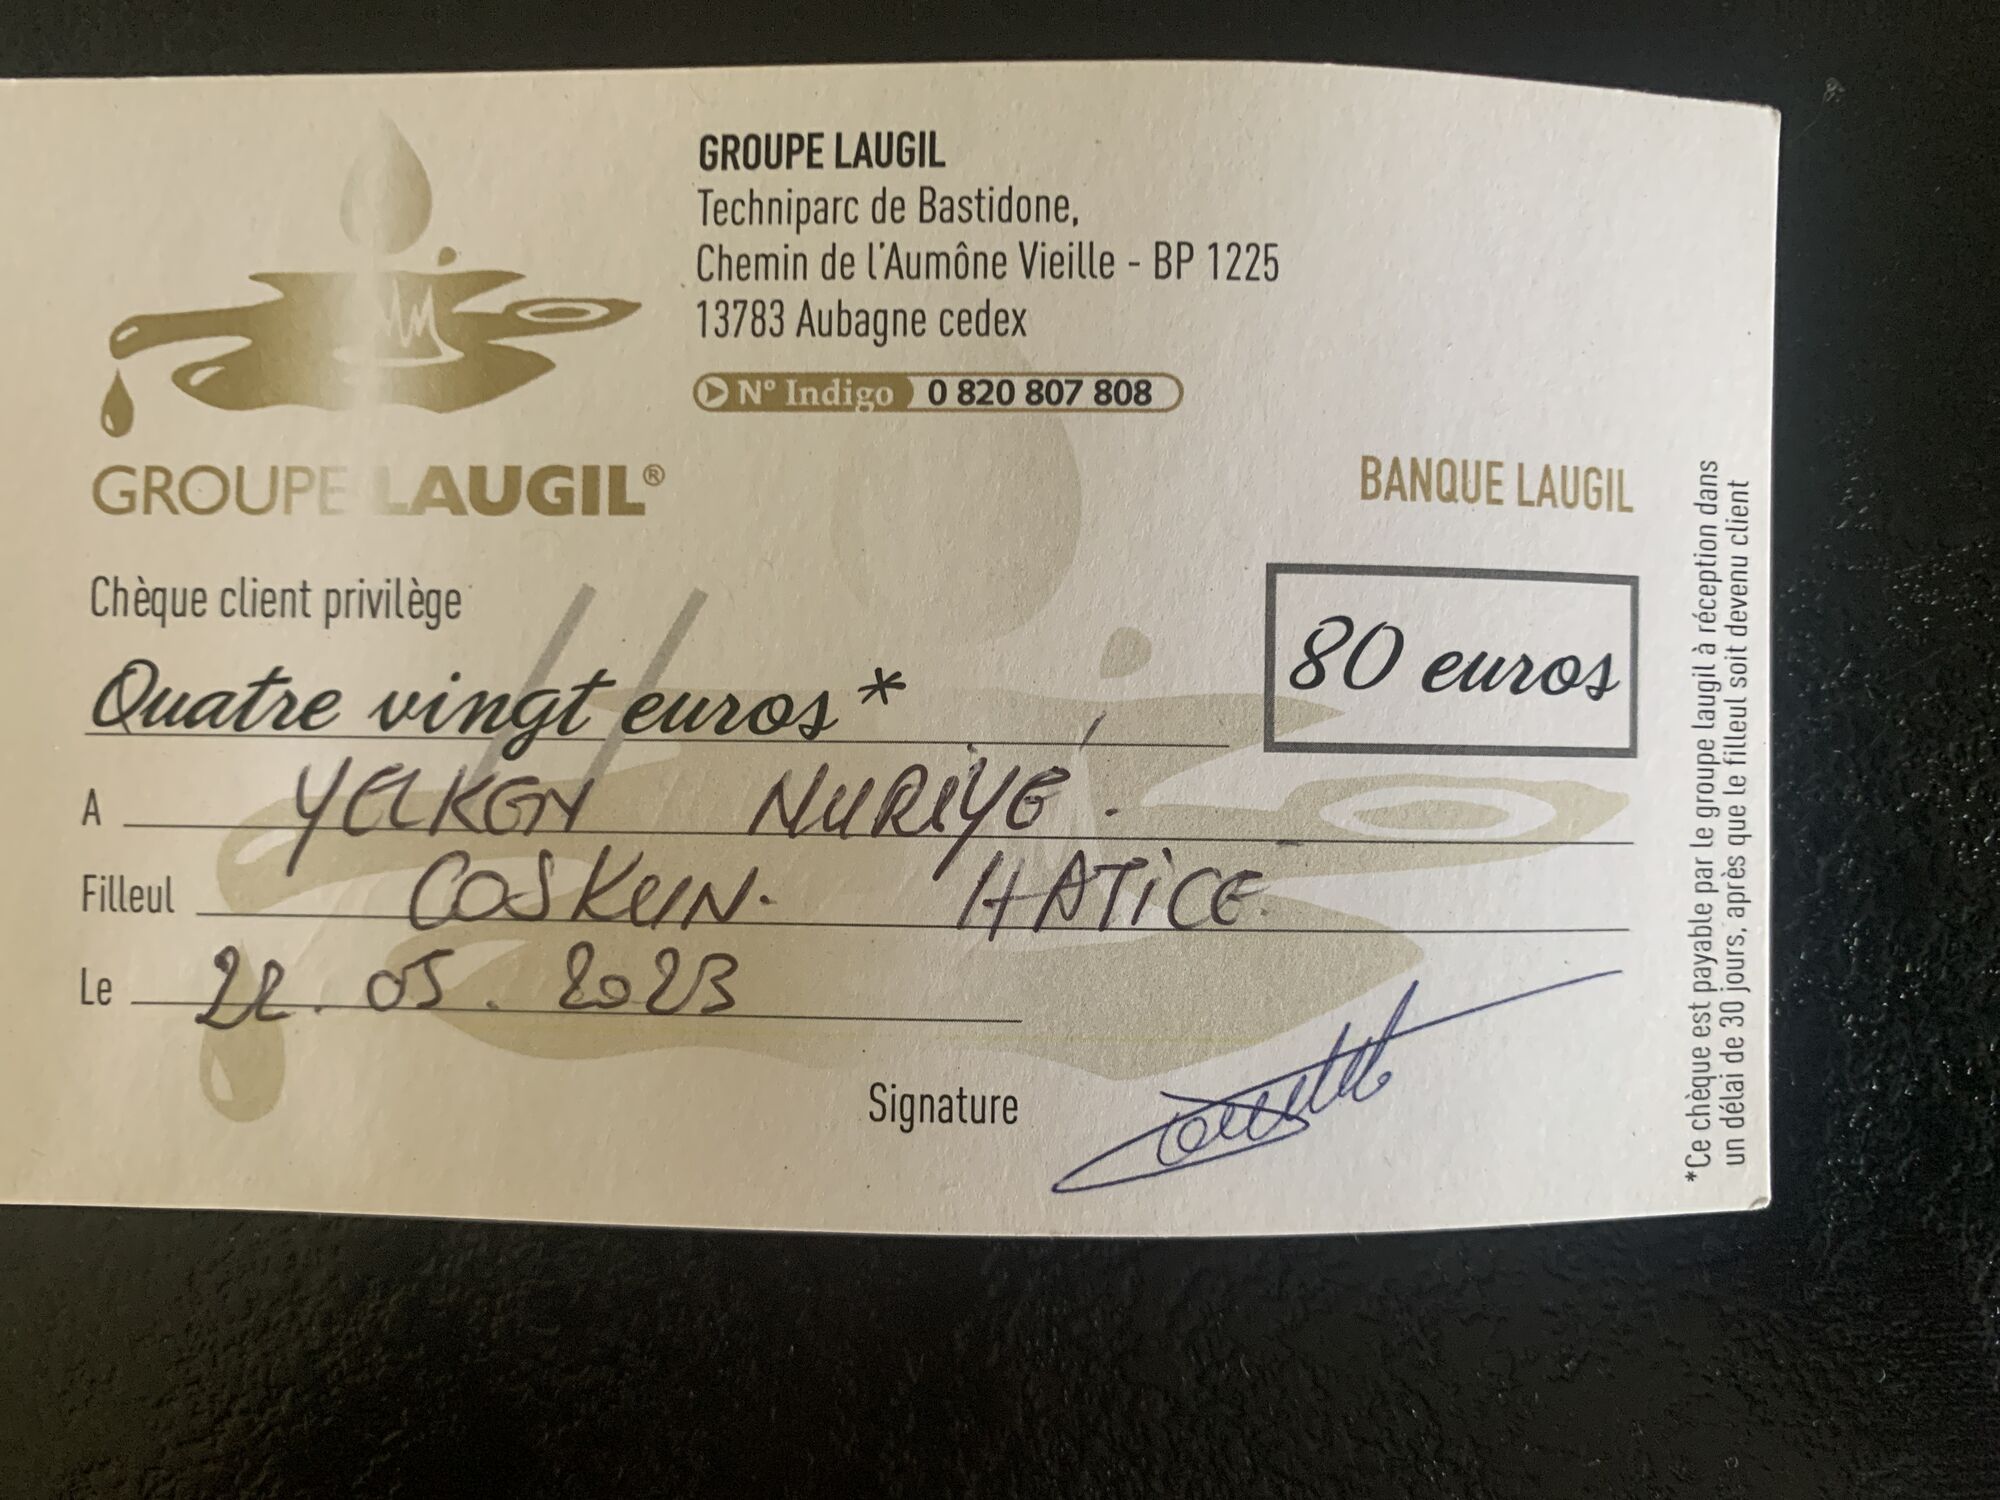 GROUPE LAUGIL
Techniparc de Bastidone,
Chemin de l'Aumône Vieille - BP 1225
13783 Aubagne cedex
N° Indigo 0 820 807 808
GROUPE LAUGIL®
BANQUE LAUGIL
Chèque client privilège
Quatre vingt euros*
80 euros
A YELKEN NURIYE.
Filleul COSKUN. HATICE
Le 22.05.2023
Signature
*Ce chèque est payable par le groupe laugil à réception dans
un délai de 30 jours, après que le filleul soit devenu client